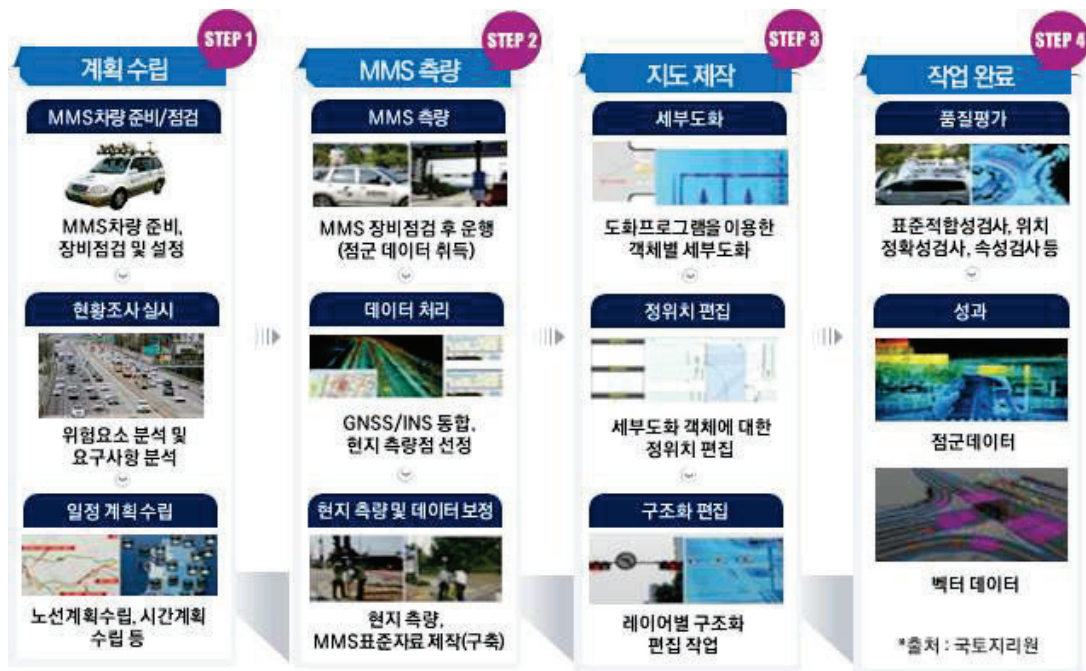 STEP 1
계획 수립
MMS차량 준비/점검
MMS차량 준비,
장비점검 및 설정
현황조사 실시
위험요소 분석 및
요구사항 분석
일정 계획수립
노선계획수립, 시간계획
수립 등
STEP 2
MMS 측량
MMS 측량
MMS 장비점검 후 운행
(점군 데이터 취득)
데이터 처리
GNSS/INS 통합,
현지 측량점 선정
현지 측량 및 데이터 보정
현지 측량,
MMS표준자료 제작(구축)
STEP 3
지도 제작
세부도화
도화프로그램을 이용한
객체별 세부도화
정위치 편집
세부도화 객체에 대한
정위치 편집
구조화 편집
레이어별 구조화
편집 작업
STEP 4
작업 완료
품질평가
표준적합성검사, 위치
정확성검사, 속성검사 등
성과
점군데이터
벡터 데이터
*출처 : 국토지리원